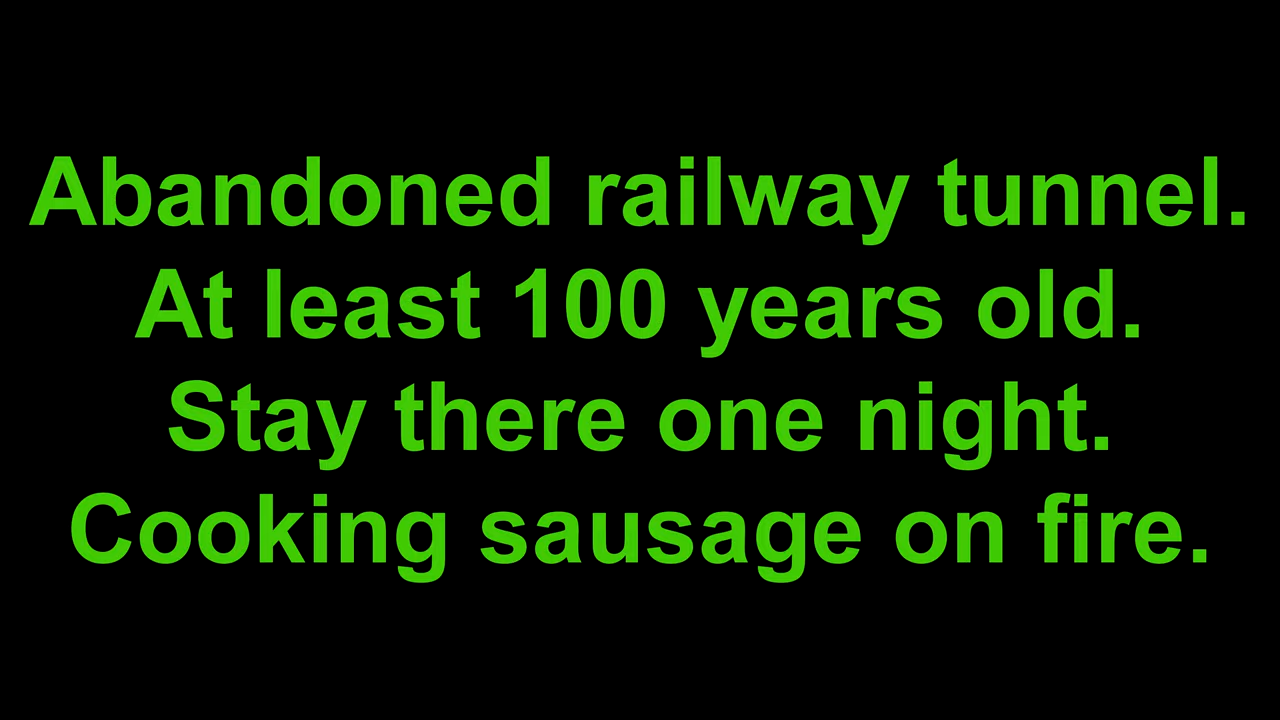 Abandoned railway tunnel.
At least 100 years old.
Stay there one night.
Cooking sausage on fire.